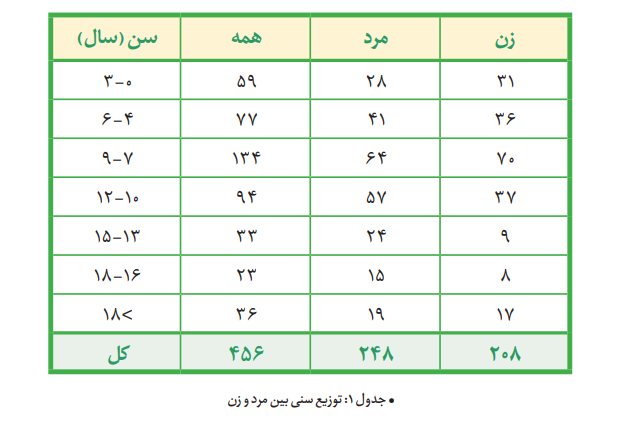 زن مرد همه سن (سال)
۳۱ ۲۸ ۵۹ ۰–۳
۳۶ ۴۱ ۷۷ ۴–۶
۷۰ ۶۴ ۱۳۴ ۷–۹
۳۷ ۵۷ ۹۴ ۱۰–۱۲
۹ ۲۴ ۳۳ ۱۳–۱۵
۸ ۱۵ ۲۳ ۱۶–۱۸
۱۷ ۱۹ ۳۶ >۱۸
۲۰۸ ۲۴۸ ۴۵۶ کل
• جدول ۱: توزیع سنی بین مرد و زن